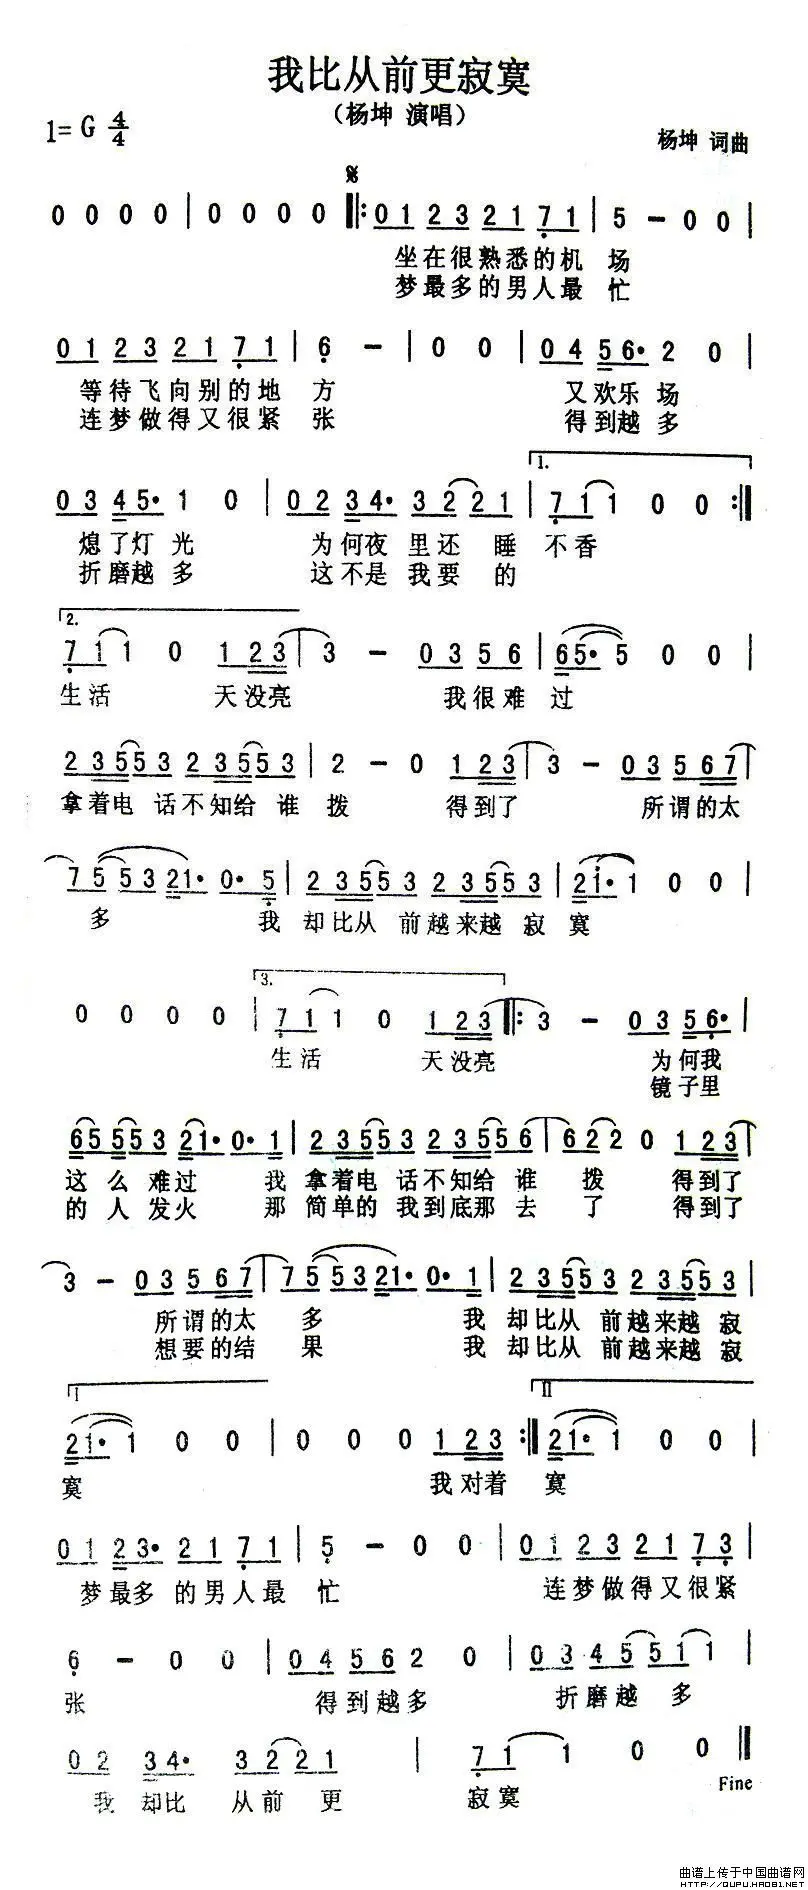 我比从前更寂寞
（杨坤 演唱）
1= G 4/4
杨坤 词曲
0 0 0 0 | 0 0 0 0 ‖: 0 1 2 3 2 1 7 1 | 5 – 0 0 |
坐在很熟悉的机 场
梦最多的男人最 忙
0 1 2 3 2 1 7 1 | 6 – | 0 0 | 0 4 5 6· 2 0 |
等待飞向别的地 方 又欢乐场
连梦做得又很紧 张 得到越多
1.
0 3 4 5· 1 0 | 0 2 3 4· 3 2 2 1 | 7 1 1 0 0 :‖
熄了灯 光 为何夜 里还 睡 不香
折磨越 多 这不是 我要 的
2.
7 1 1 0 1 2 3 | 3 – 0 3 5 6 | 6 5· 5 0 0 |
生活 天没亮 我很难 过
2 3 5 5 3 2 3 5 5 3 | 2 – 0 1 2 3 | 3 – 0 3 5 6 7 |
拿着电 话不知给 谁 拨 得到了 所谓的太
7 5 5 3 2 1· 0· 5 | 2 3 5 5 3 2 3 5 5 3 | 2 i· 1 0 0 |
多 我 却比从 前越来越 寂 寞
3.
0 0 0 0 | 7 1 1 0 1 2 3 ‖: 3 – 0 3 5 6· |
生活 天没亮 为何我
镜子里
6 5 5 5 3 2 1· 0· 1 | 2 3 5 5 3 2 3 5 5 6 | 6 2 2 0 1 2 3 |
这 么 难过 我 拿着电 话不知给 谁 拨 得到了
的 人 发火 那 简单的 我到底那 去 了 得到了
3 – 0 3 5 6 7 | 7 5 5 3 2 1· 0· 1 | 2 3 5 5 3 2 3 5 5 3 |
所谓的太 多 我 却比从 前越来越 寂
想要的结 果 我 却比从 前越来越 寂
I II
2 1· 1 0 0 | 0 0 0 1 2 3 :‖ 2 1· 1 0 0 |
寞 我对着 寞
0 1 2 3· 2 1 7 1 | 5 – 0 0 | 0 1 2 3 2 1 7 3 |
梦最多 的男人最 忙 连梦做得又很紧
6 – 0 0 | 0 4 5 6 2 0 | 0 3 4 5 5 1 1 |
张 得到越多 折磨越 多
0 2 3 4· 3 2 2 1 | 7 1 1 0 0 ‖
我 却比 从前 更 寂寞
Fine
曲谱上传于中国曲谱网
HTTP://QUPU.HAO81.NET